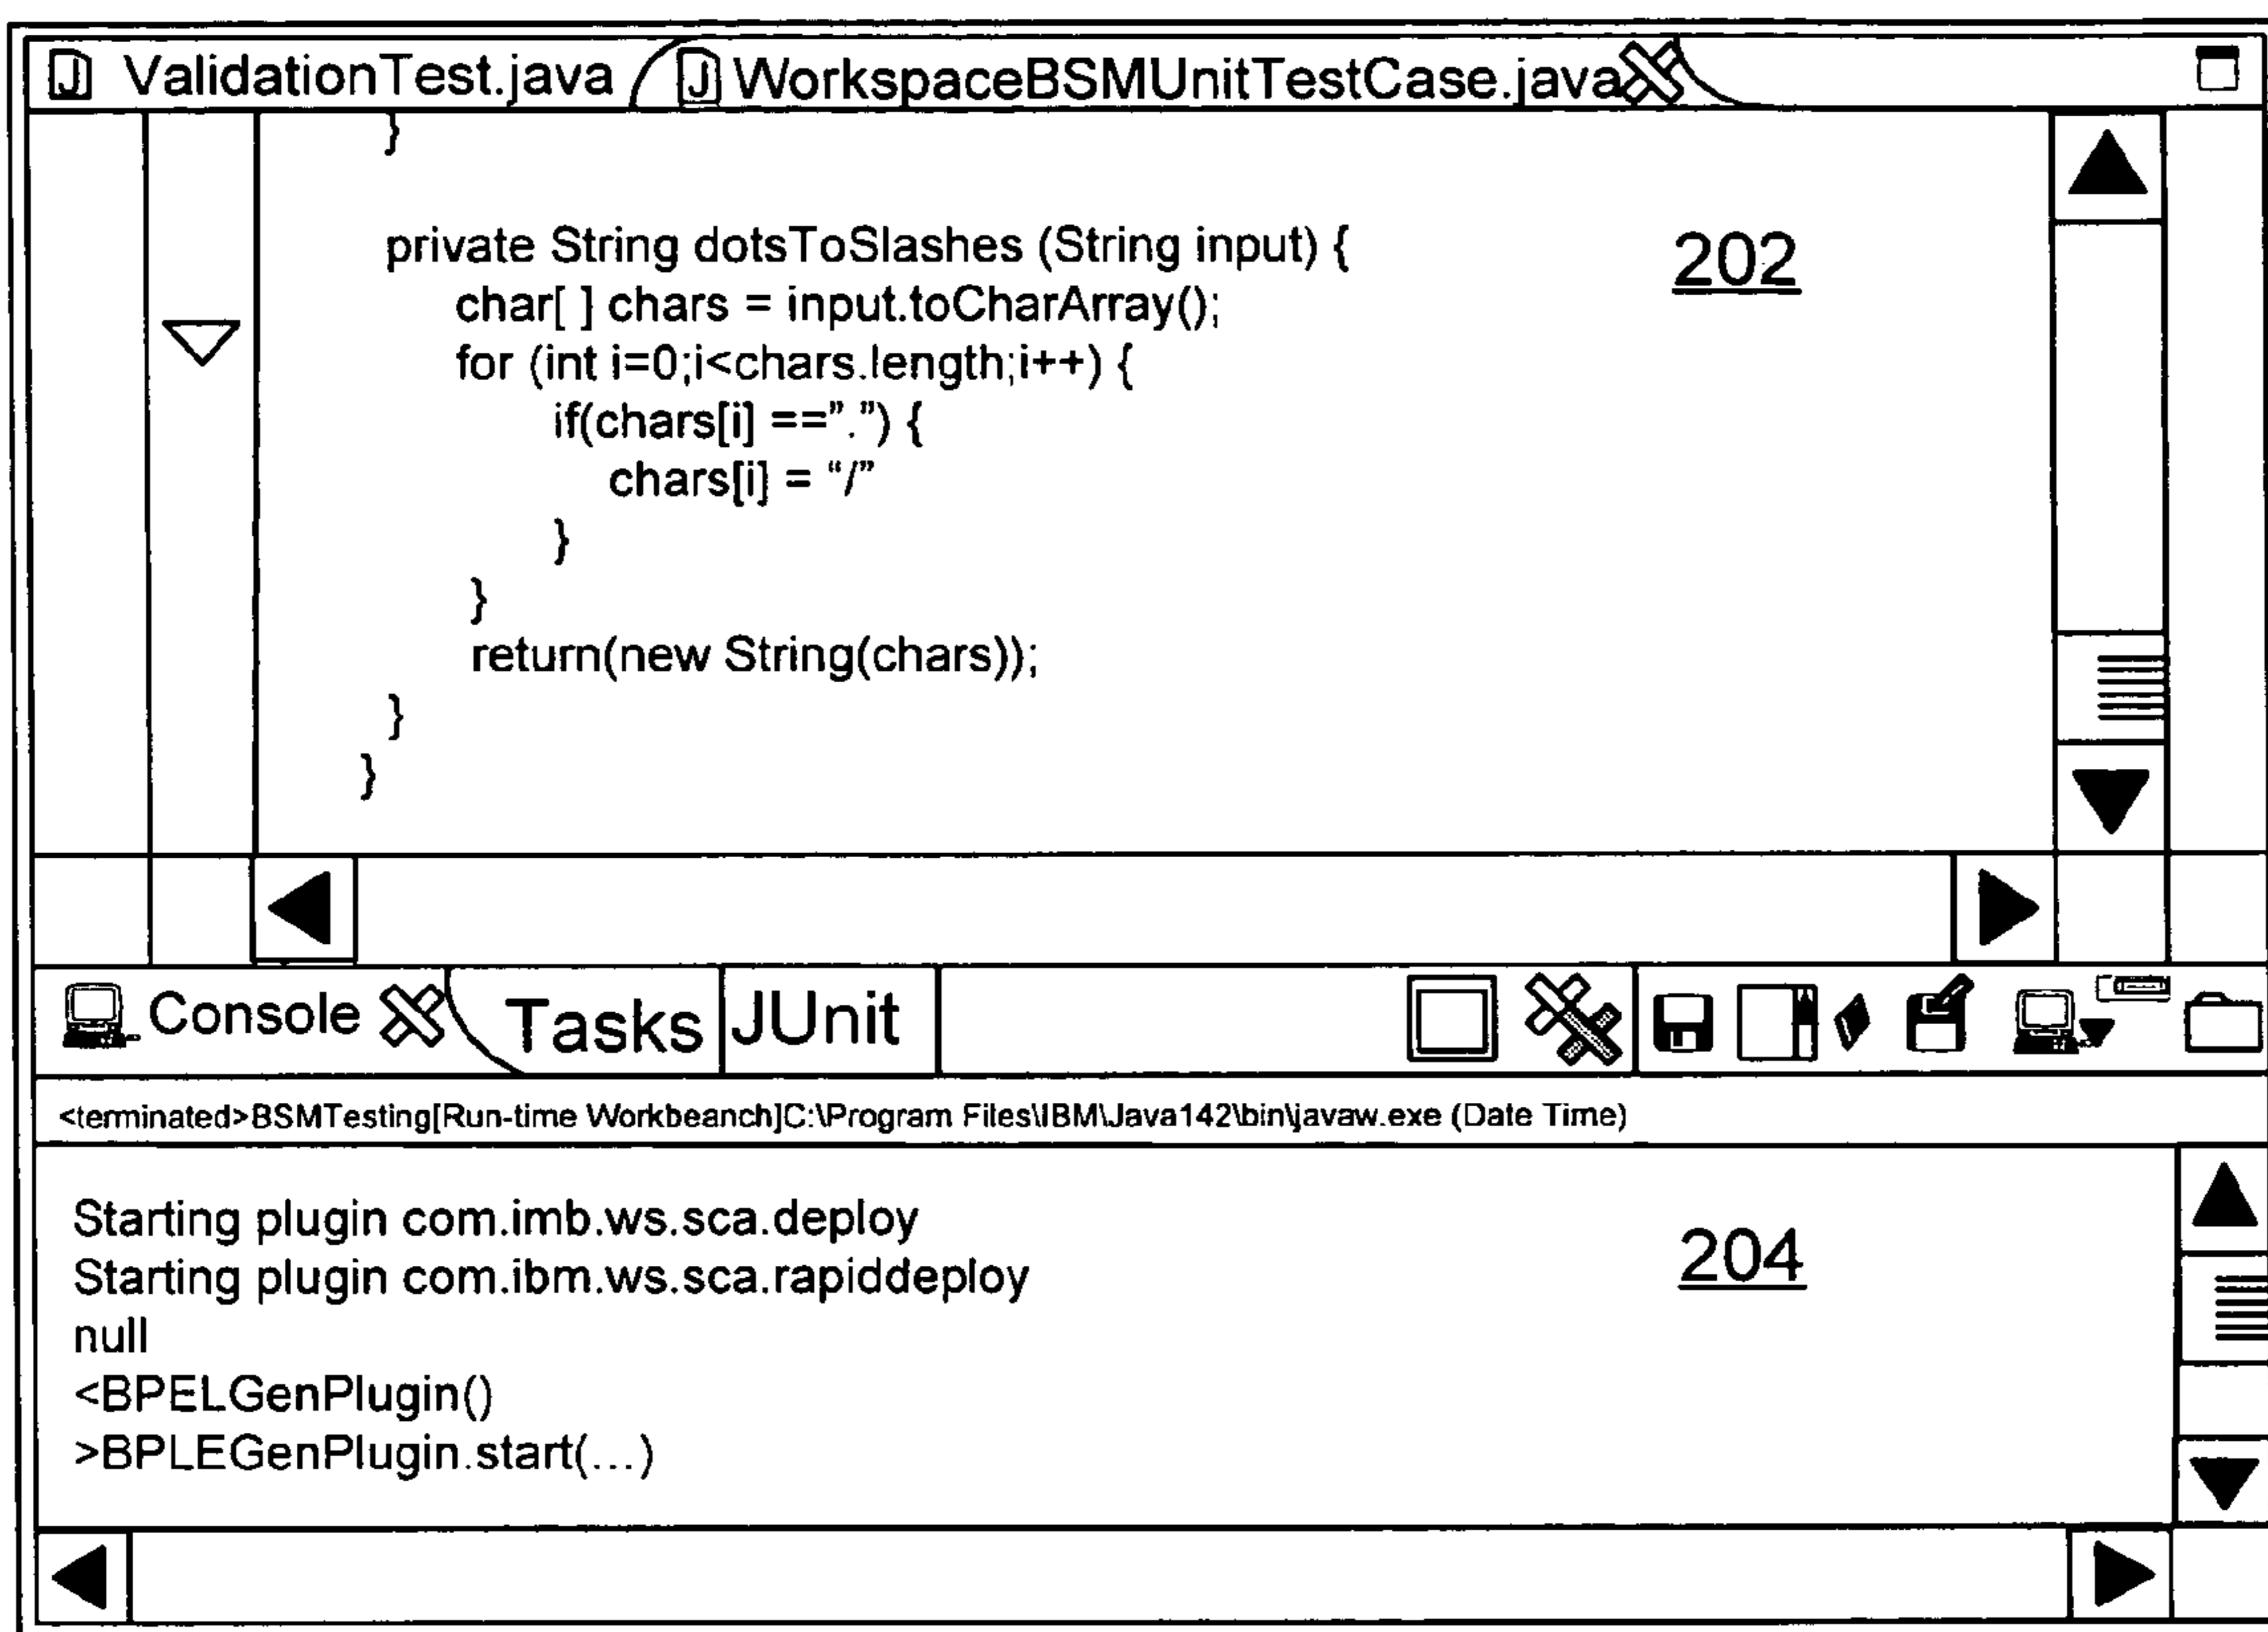 J ValidationTest.java J WorkspaceBSMUnitTestCase.java
}
private String dotsToSlashes (String input) {
202
char[ ] chars = input.toCharArray();
for (int i=0;i<chars.length;i++) {
if(chars[i] ==”.”) {
chars[i] = “/”
}
}
return(new String(chars));
}
}
Console Tasks JUnit
<terminated>BSMTesting[Run-time Workbeanch]C:\Program Files\IBM\Java142\bin\javaw.exe (Date Time)
Starting plugin com.imb.ws.sca.deploy
204
Starting plugin com.ibm.ws.sca.rapiddeploy
null
<BPELGenPlugin()
>BPLEGenPlugin.start(...)